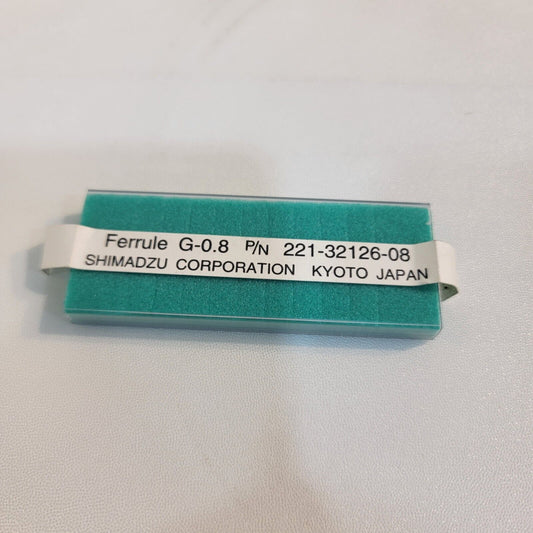 Ferrule G-0.8 P/N 221-32126-08
SHIMADZU CORPORATION KYOTO JAPAN